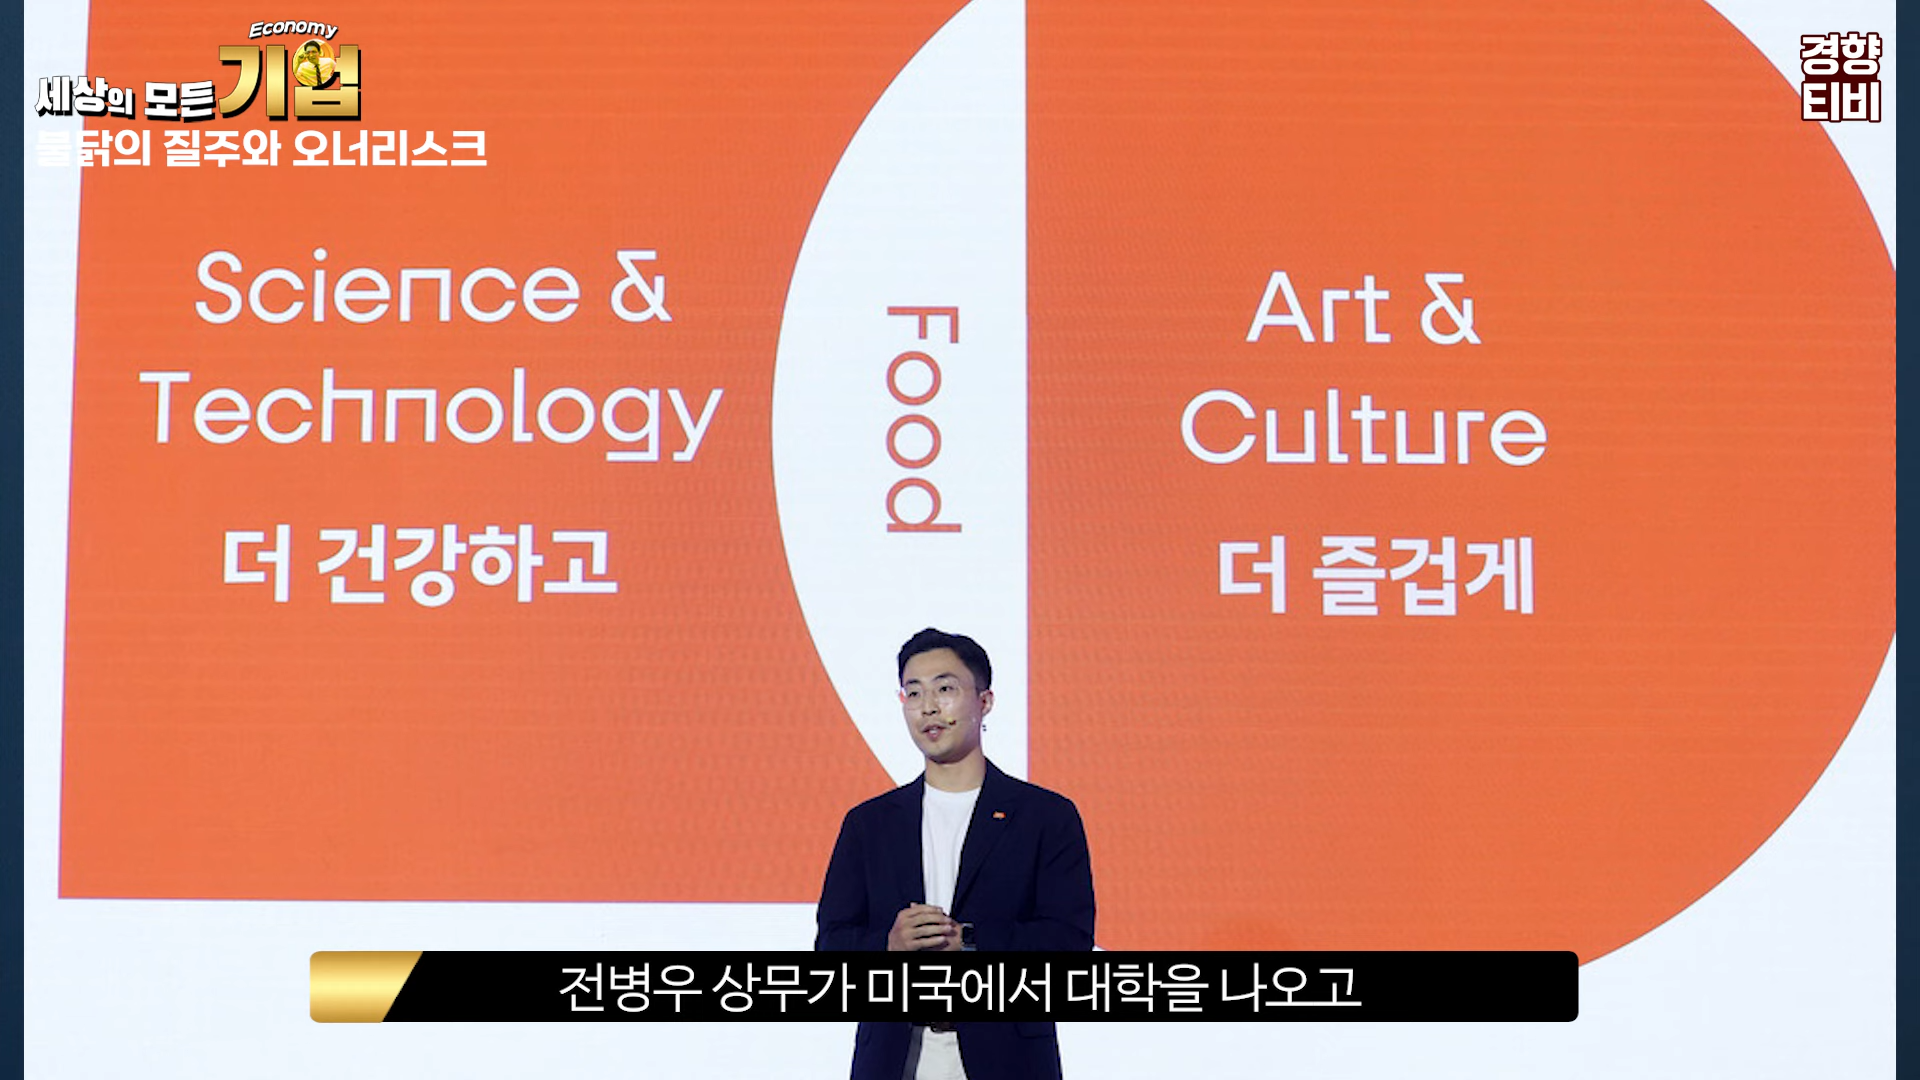 Economy
세상의 모든 기업
불닭의 질주와 오너리스크
경향
티비
Science &
Technology
더 건강하고
Food
Art &
Culture
더 즐겁게
전병우 상무가 미국에서 대학을 나오고